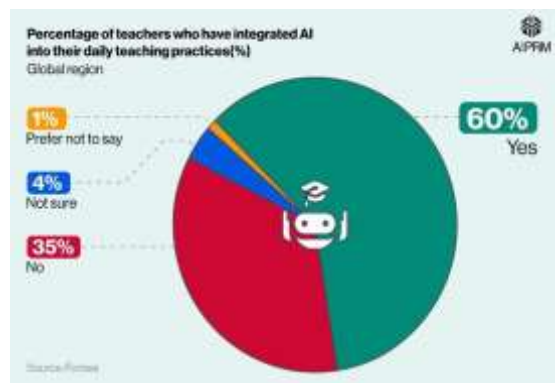 Percentage of teachers who have integrated AI
into their daily teaching practices(%)
Global region
AIPRM
1%
Prefer not to say
60%
Yes
4%
Not sure
35%
No
Source:Forbes